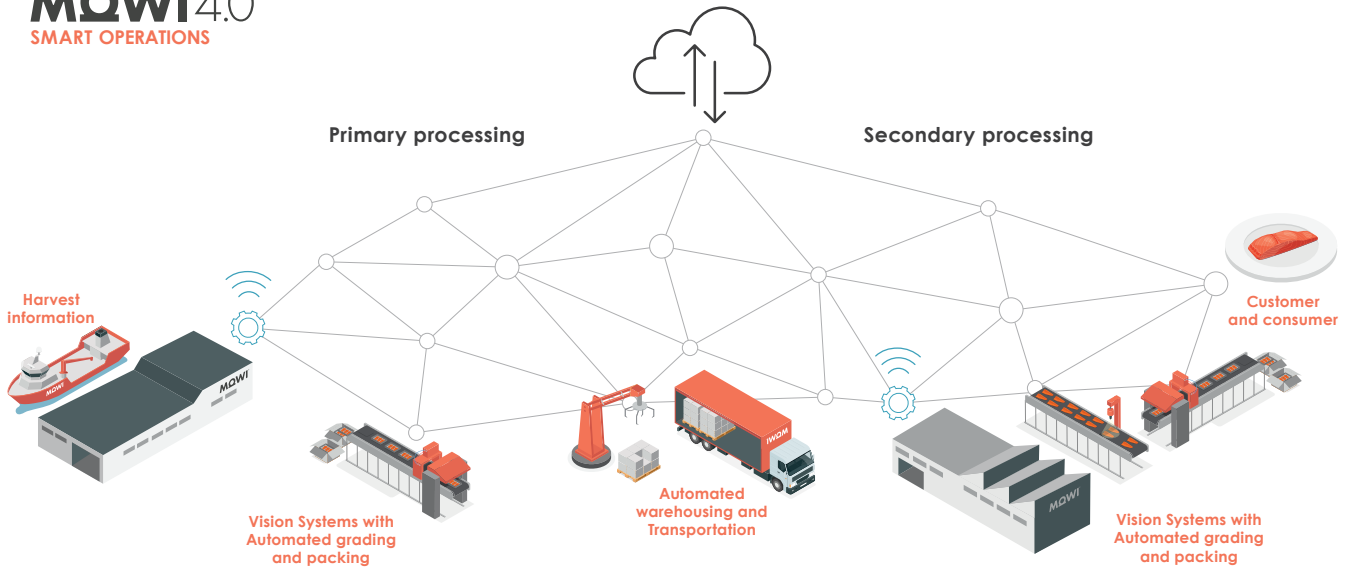 MOWI 4.0
SMART OPERATIONS
Primary processing
Secondary processing
Harvest
information
MOWI
MOWI
Customer
and consumer
MOWI
MOWI
Automated
warehousing and
Transportation
Vision Systems with
Automated grading
and packing
Vision Systems with
Automated grading
and packing